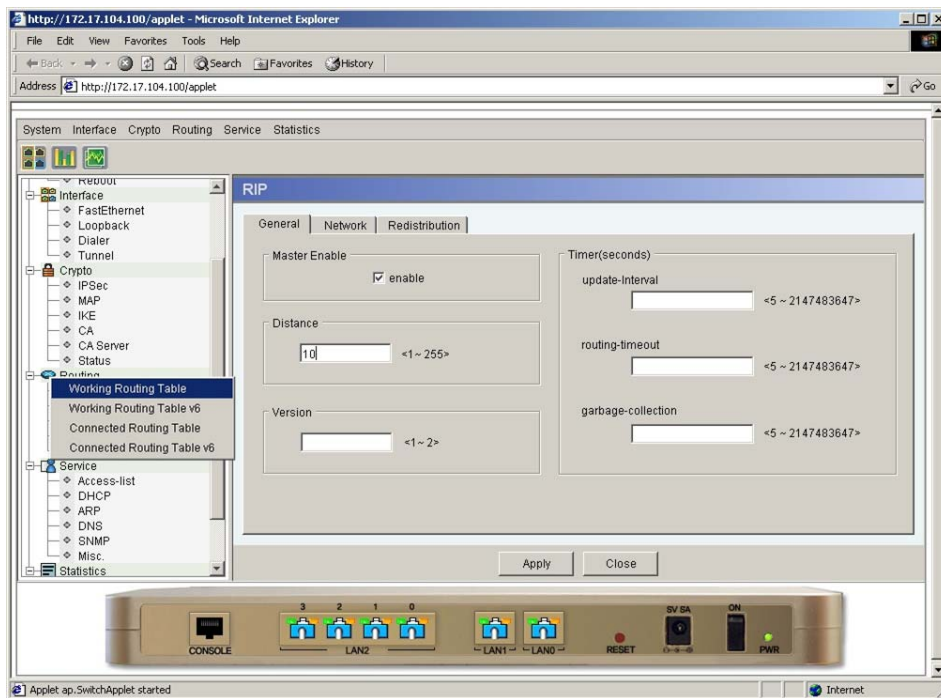 http://172.17.104.100/applet - Microsoft Internet Explorer
File Edit View Favorites Tools Help
Back Search Favorites History
Address http://172.17.104.100/applet Go
System Interface Crypto Routing Service Statistics
Reboot
Interface
FastEthernet
Loopback
Dialer
Tunnel
Crypto
IPSec
MAP
IKE
CA
CA Server
Status
Routing
Working Routing Table
Working Routing Table v6
Connected Routing Table
Connected Routing Table v6
Service
Access-list
DHCP
ARP
DNS
SNMP
Misc.
Statistics
RIP
General Network Redistribution
Master Enable
enable
Distance
10 <1~ 255>
Version
<1~ 2>
Timer(seconds)
update-Interval
<5 ~ 2147483647>
routing-timeout
<5 ~ 2147483647>
garbage-collection
<5 ~ 2147483647>
Apply Close
CONSOLE
3 2 1 0
LAN2
LAN1 LAN0
RESET
5V 5A
ON
PWR
Applet ap.SwitchApplet started
Internet